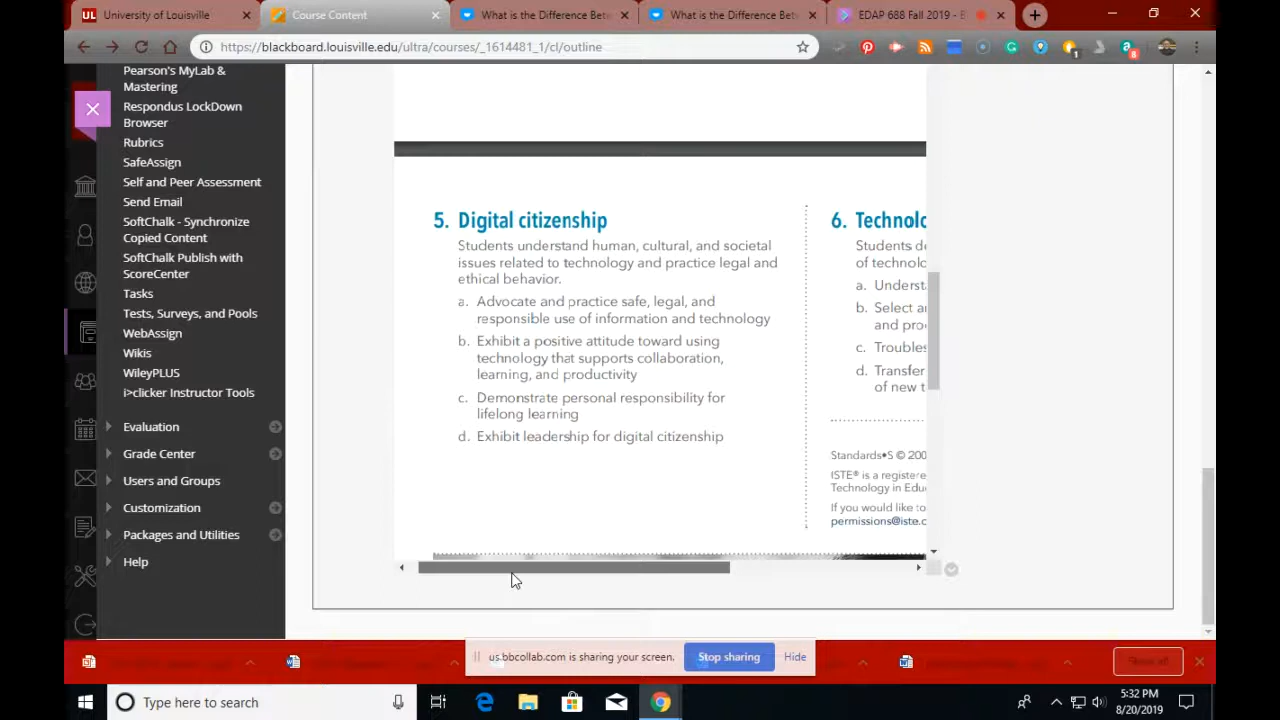 University of Louisville
Course Content
What is the Difference Bet
What is the Difference Bet
EDAP 688 Fall 2019 - B
https://blackboard.louisville.edu/ultra/courses/_1614481_1/cl/outline
Pearson's MyLab &
Mastering
Respondus LockDown
Browser
Rubrics
SafeAssign
Self and Peer Assessment
Send Email
SoftChalk - Synchronize
Copied Content
SoftChalk Publish with
ScoreCenter
Tasks
Tests, Surveys, and Polls
WebAssign
Wikis
WileyPLUS
i>clicker Instructor Tools
Evaluation
Grade Center
Users and Groups
Customization
Packages and Utilities
Help
5. Digital citizenship
Students understand human, cultural, and societal
issues related to technology and practice legal and
ethical behavior.
a. Advocate and practice safe, legal, and
responsible use of information and technology
b. Exhibit a positive attitude toward using
technology that supports collaboration,
learning, and productivity
c. Demonstrate personal responsibility for
lifelong learning
d. Exhibit leadership for digital citizenship
6. Technolo
Students de
of technolo
a. Understa
b. Select an
and pro
c. Troubles
d. Transfer
of new t
Standards•S © 200
ISTE® is a registere
Technology in Edu
If you would like to
permissions@iste.c
us.bbcollab.com is sharing your screen.
Stop sharing
Hide
Show all
Type here to search
5:32 PM
8/20/2019